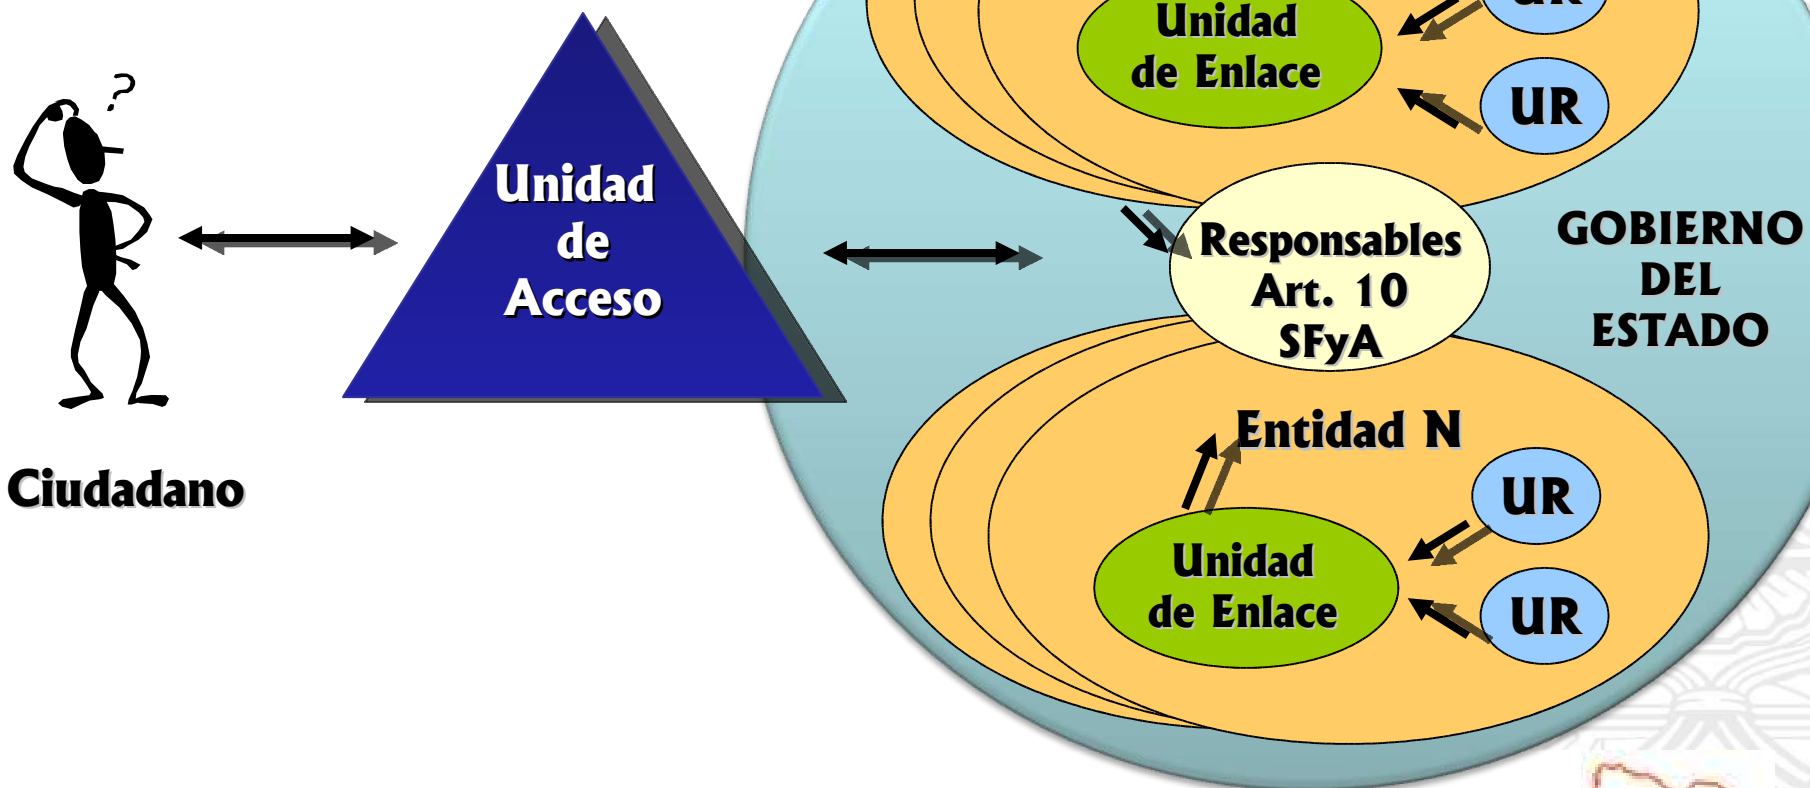 ?
Unidad
de
Acceso
Ciudadano
Unidad
de Enlace
UR
UR
Responsables
Art. 10
SFyA
GOBIERNO
DEL
ESTADO
Entidad N
Unidad
de Enlace
UR
UR